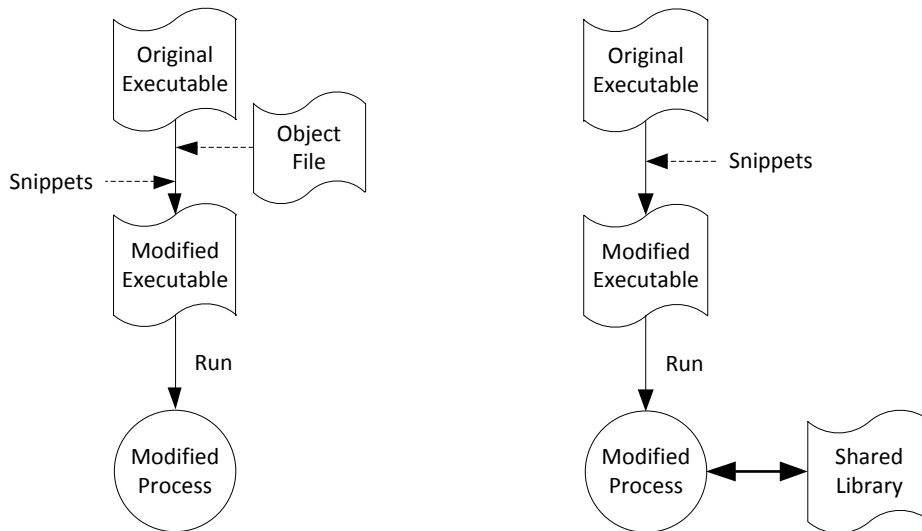 Original
Executable
Object
File
Snippets
Modified
Executable
Run
Modified
Process
Original
Executable
Snippets
Modified
Executable
Run
Modified
Process
Shared
Library